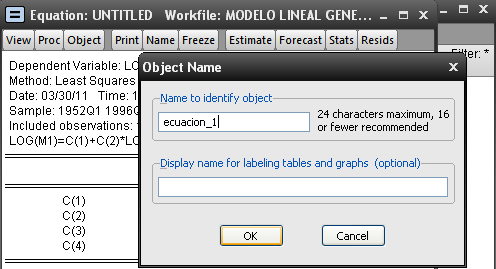 Equation: UNTITLED Workfile: MODELO LINEAL GENE...
View Proc Object Print Name Freeze Estimate Forecast Stats Resids
Filter: *
Dependent Variable: LO
Method: Least Squares
Date: 03/30/11 Time: 1
Sample: 1952Q1 1996Q
Included observations:
LOG(M1)=C(1)+C(2)*LO
C(1)
C(2)
C(3)
C(4)
Object Name
Name to identify object
ecuacion_1
24 characters maximum, 16
or fewer recommended
Display name for labeling tables and graphs (optional)
OK Cancel